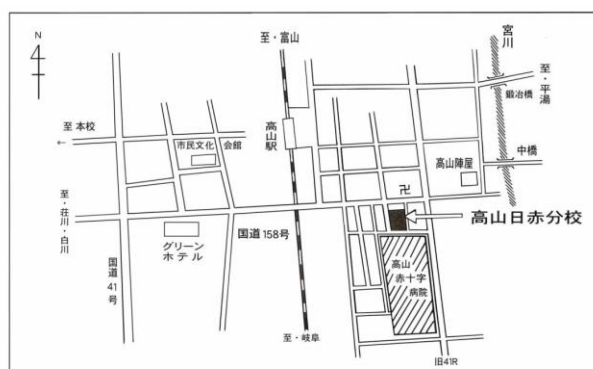 N
至・富山
宮川
至・平湯
鍛冶橋
至 本校
←
市民文化会館
高山駅
高山陣屋
中橋
卍
至・荘川・白川
高山日赤分校
国道158号
グリーン
ホテル
国道41号
高山
赤十字
病院
至・岐阜
旧41R